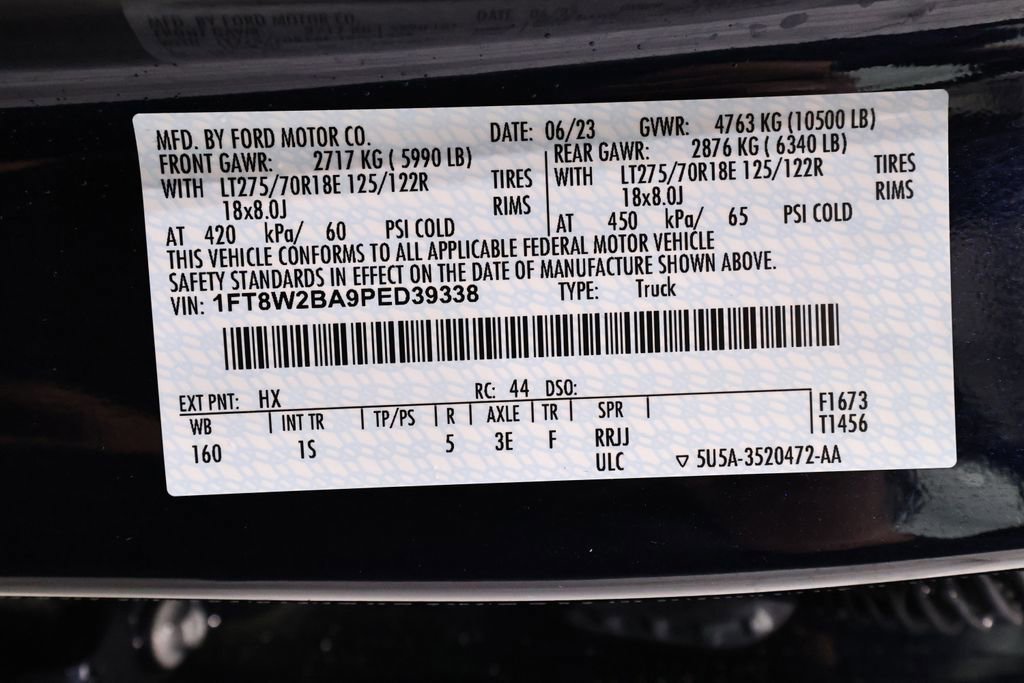 MFD. BY FORD MOTOR CO. DATE: 06/23 GVWR: 4763 KG (10500 LB)
FRONT GAWR: 2717 KG ( 5990 LB) REAR GAWR: 2876 KG ( 6340 LB)
WITH LT275/70R18E 125/122R TIRES WITH LT275/70R18E 125/122R TIRES
18x8.0J RIMS 18x8.0J RIMS
AT 420 kPa/ 60 PSI COLD AT 450 kPa/ 65 PSI COLD
THIS VEHICLE CONFORMS TO ALL APPLICABLE FEDERAL MOTOR VEHICLE
SAFETY STANDARDS IN EFFECT ON THE DATE OF MANUFACTURE SHOWN ABOVE.
VIN: 1FT8W2BA9PED39338 TYPE: Truck
EXT PNT: HX RC: 44 DSO:
WB INT TR TP/PS R AXLE TR SPR F1673
160 1S 5 3E F RRJJ T1456
ULC ▽ 5U5A-3520472-AA